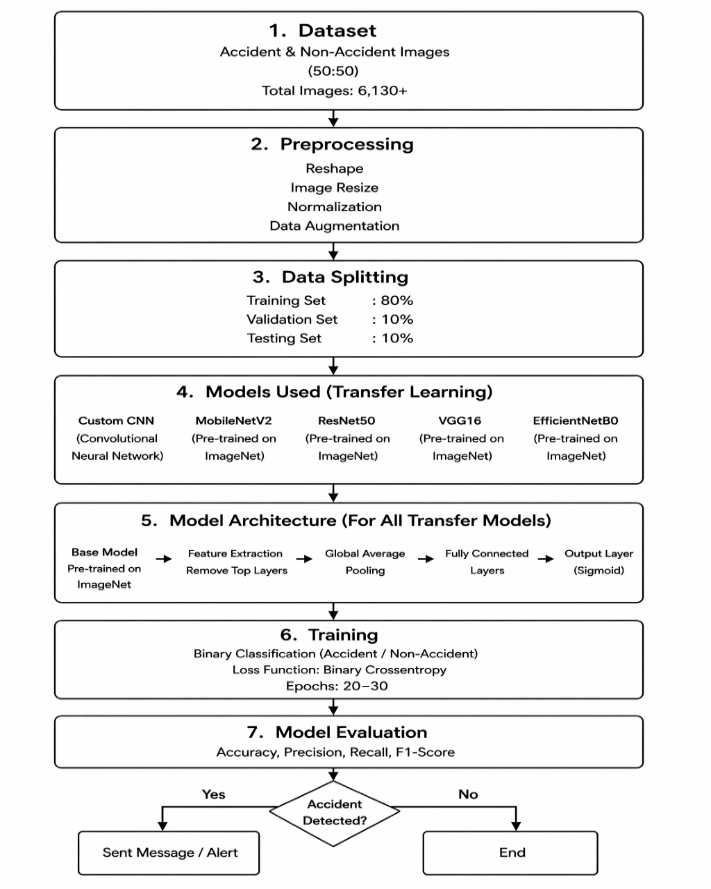 1. Dataset
Accident & Non-Accident Images
(50:50)
Total Images: 6,130+
2. Preprocessing
Reshape
Image Resize
Normalization
Data Augmentation
3. Data Splitting
Training Set : 80%
Validation Set : 10%
Testing Set : 10%
4. Models Used (Transfer Learning)
Custom CNN
(Convolutional
Neural Network)
MobileNetV2
(Pre-trained on
ImageNet)
ResNet50
(Pre-trained on
ImageNet)
VGG16
(Pre-trained on
ImageNet)
EfficientNetB0
(Pre-trained on
ImageNet)
5. Model Architecture (For All Transfer Models)
Base Model
Pre-trained on
ImageNet
Feature Extraction
Remove Top Layers
Global Average
Pooling
Fully Connected
Layers
Output Layer
(Sigmoid)
6. Training
Binary Classification (Accident / Non-Accident)
Loss Function: Binary Crossentropy
Epochs: 20–30
7. Model Evaluation
Accuracy, Precision, Recall, F1-Score
Accident
Detected?
Yes
No
Sent Message / Alert
End